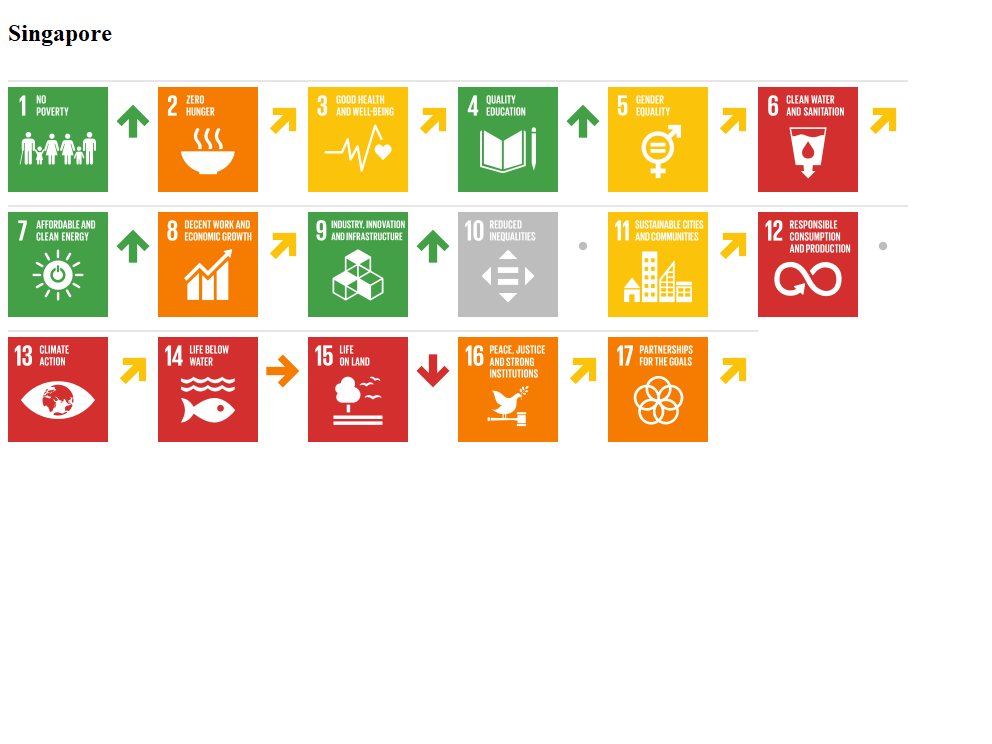 Singapore
1 NO
POVERTY
2 ZERO
HUNGER
3 GOOD HEALTH
AND WELL-BEING
4 QUALITY
EDUCATION
5 GENDER
EQUALITY
6 CLEAN WATER
AND SANITATION
7 AFFORDABLE AND
CLEAN ENERGY
8 DECENT WORK AND
ECONOMIC GROWTH
9 INDUSTRY, INNOVATION
AND INFRASTRUCTURE
10 REDUCED
INEQUALITIES
11 SUSTAINABLE CITIES
AND COMMUNITIES
12 RESPONSIBLE
CONSUMPTION
AND PRODUCTION
13 CLIMATE
ACTION
14 LIFE BELOW
WATER
15 LIFE
ON LAND
16 PEACE, JUSTICE
AND STRONG
INSTITUTIONS
17 PARTNERSHIPS
FOR THE GOALS